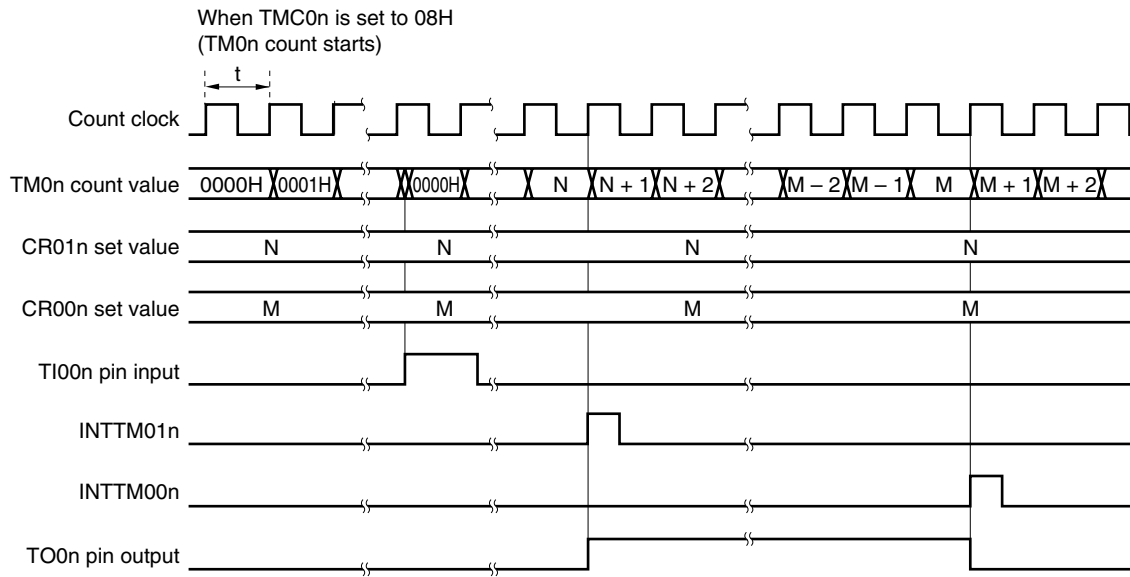 When TMC0n is set to 08H
(TM0n count starts)
t
Count clock
TM0n count value 0000H 0001H 0000H N N + 1 N + 2 M − 2 M − 1 M M + 1 M + 2
CR01n set value N N N N
CR00n set value M M M M
TI00n pin input
INTTM01n
INTTM00n
TO0n pin output